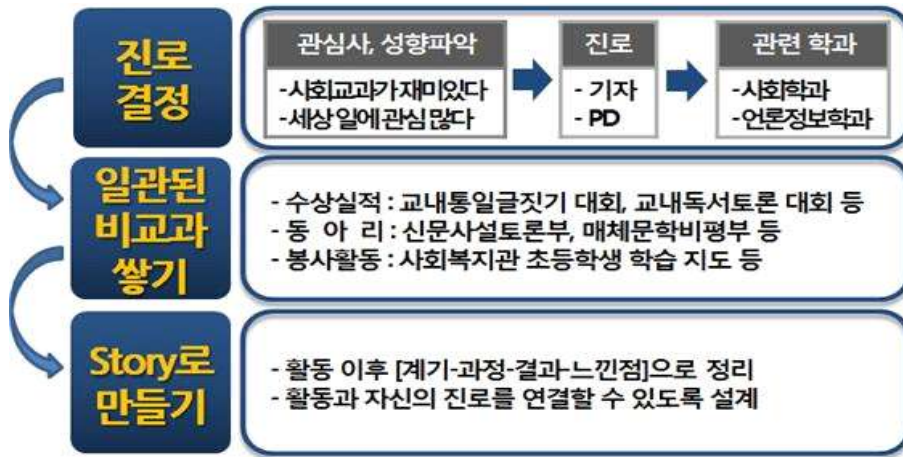 진로
결정
관심사, 성향파악
-사회교과가 재미있다
-세상 일에 관심 많다
진로
- 기자
- PD
관련 학과
-사회학과
-언론정보학과
일관된
비교과
쌓기
- 수상실적 : 교내통일글짓기 대회, 교내독서토론 대회 등
- 동 아 리 : 신문사설토론부, 매체문학비평부 등
- 봉사활동 : 사회복지관 초등학생 학습 지도 등
Story로
만들기
- 활동 이후 [계기-과정-결과-느낀점]으로 정리
- 활동과 자신의 진로를 연결할 수 있도록 설계